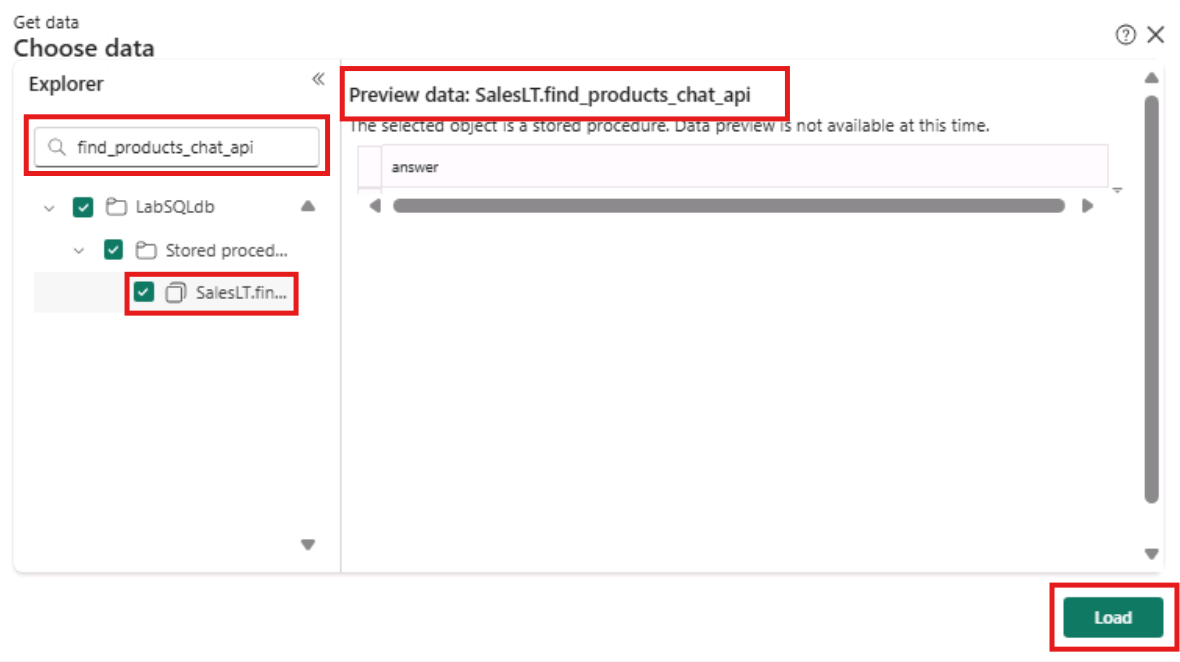 Get data
Choose data
Explorer
find_products_chat_api
LabSQLdb
Stored proced...
SalesLT.fin...
Preview data: SalesLT.find_products_chat_api
The selected object is a stored procedure. Data preview is not available at this time.
answer
Load